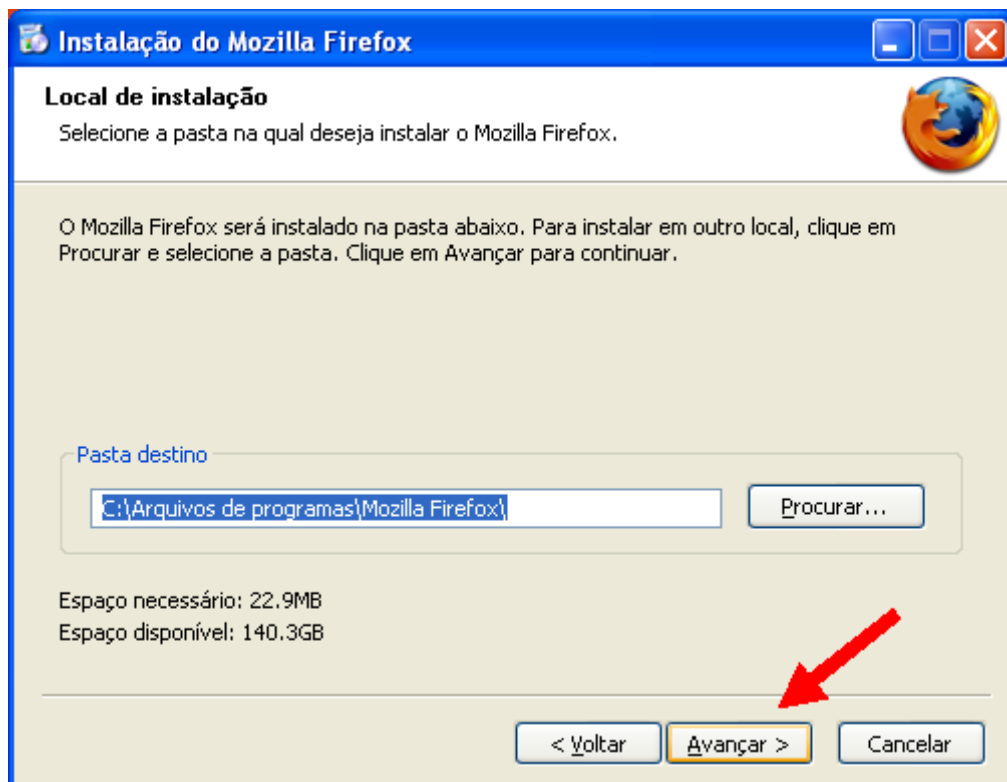 Instalação do Mozilla Firefox
Local de instalação
Selecione a pasta na qual deseja instalar o Mozilla Firefox.
O Mozilla Firefox será instalado na pasta abaixo. Para instalar em outro local, clique em
Procurar e selecione a pasta. Clique em Avançar para continuar.
Pasta destino
C:\Arquivos de programas\Mozilla Firefox\
Procurar...
Espaço necessário: 22.9MB
Espaço disponível: 140.3GB
< Voltar
Avançar >
Cancelar